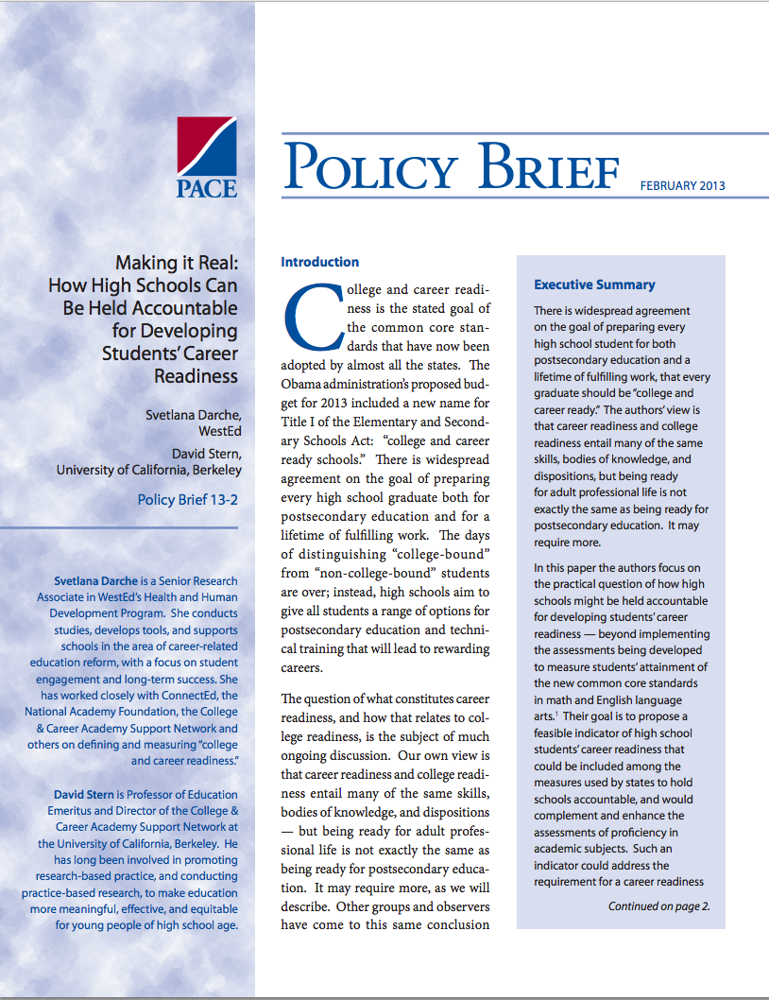 PACE
POLICY BRIEF
FEBRUARY 2013
Making it Real:
How High Schools Can
Be Held Accountable
for Developing
Students' Career
Readiness
Svetlana Darche,
WestEd
David Stern,
University of California, Berkeley
Policy Brief 13-2
Svetlana Darche is a Senior Research
Associate in WestEd's Health and Human
Development Program. She conducts
studies, develops tools, and supports
schools in the area of career-related
education reform, with a focus on student
engagement and long-term success. She
has worked closely with ConnectEd, the
National Academy Foundation, the College
& Career Academy Support Network and
others on defining and measuring "college
and career readiness."
David Stern is Professor of Education
Emeritus and Director of the College &
Career Academy Support Network at
the University of California, Berkeley. He
has long been involved in promoting
research-based practice, and conducting
practice-based research, to make education
more meaningful, effective, and equitable
for young people of high school age.
Introduction
College and career readi-
ness is the stated goal of
the common core stan-
dards that have now been
adopted by almost all the states. The
Obama administration's proposed bud-
get for 2013 included a new name for
Title I of the Elementary and Second-
ary Schools Act: "college and career
ready schools." There is widespread
agreement on the goal of preparing
every high school graduate both for
postsecondary education and for a
lifetime of fulfilling work. The days
of distinguishing "college-bound"
from "non-college-bound" students
are over; instead, high schools aim to
give all students a range of options for
postsecondary education and techni-
cal training that will lead to rewarding
careers.
The question of what constitutes career
readiness, and how that relates to col-
lege readiness, is the subject of much
ongoing discussion. Our own view is
that career readiness and college readi-
ness entail many of the same skills,
bodies of knowledge, and dispositions
— but being ready for adult profes-
sional life is not exactly the same as
being ready for postsecondary educa-
tion. It may require more, as we will
describe. Other groups and observers
have come to this same conclusion
Executive Summary
There is widespread agreement
on the goal of preparing every
high school student for both
postsecondary education and a
lifetime of fulfilling work, that every
graduate should be "college and
career ready." The authors' view is
that career readiness and college
readiness entail many of the same
skills, bodies of knowledge, and
dispositions, but being ready
for adult professional life is not
exactly the same as being ready for
postsecondary education. It may
require more.
In this paper the authors focus on
the practical question of how high
schools might be held accountable
for developing students' career
readiness — beyond implementing
the assessments being developed
to measure students' attainment of
the new common core standards
in math and English language
arts.¹ Their goal is to propose a
feasible indicator of high school
students' career readiness that
could be included among the
measures used by states to hold
schools accountable, and would
complement and enhance the
assessments of proficiency in
academic subjects. Such an
indicator could address the
requirement for a career readiness
Continued on page 2.